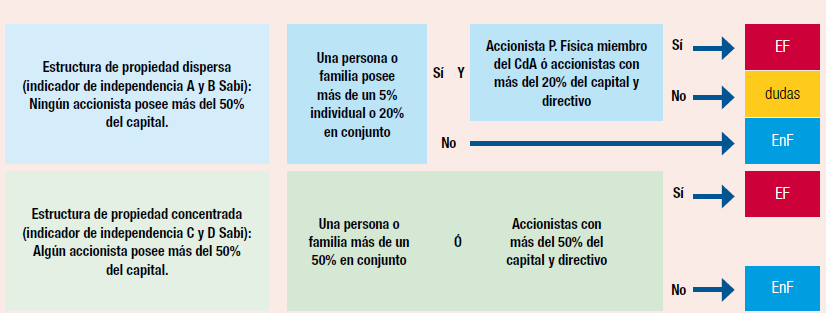 Estructura de propiedad dispersa
(indicador de independencia A y B Sabi):
Ningún accionista posee más del 50%
del capital.
Una persona o
familia posee
más de un 5%
individual o 20%
en conjunto
Sí Y
No
Accionista P. Física miembro
del CdA ó accionistas con
más del 20% del capital y
directivo
Sí
EF
No
dudas
EnF
Estructura de propiedad concentrada
(indicador de independencia C y D Sabi):
Algún accionista posee más del 50%
del capital.
Una persona o
familia más de un
50% en conjunto
Ó
Accionistas con
más del 50% del
capital y directivo
Sí
EF
No
EnF